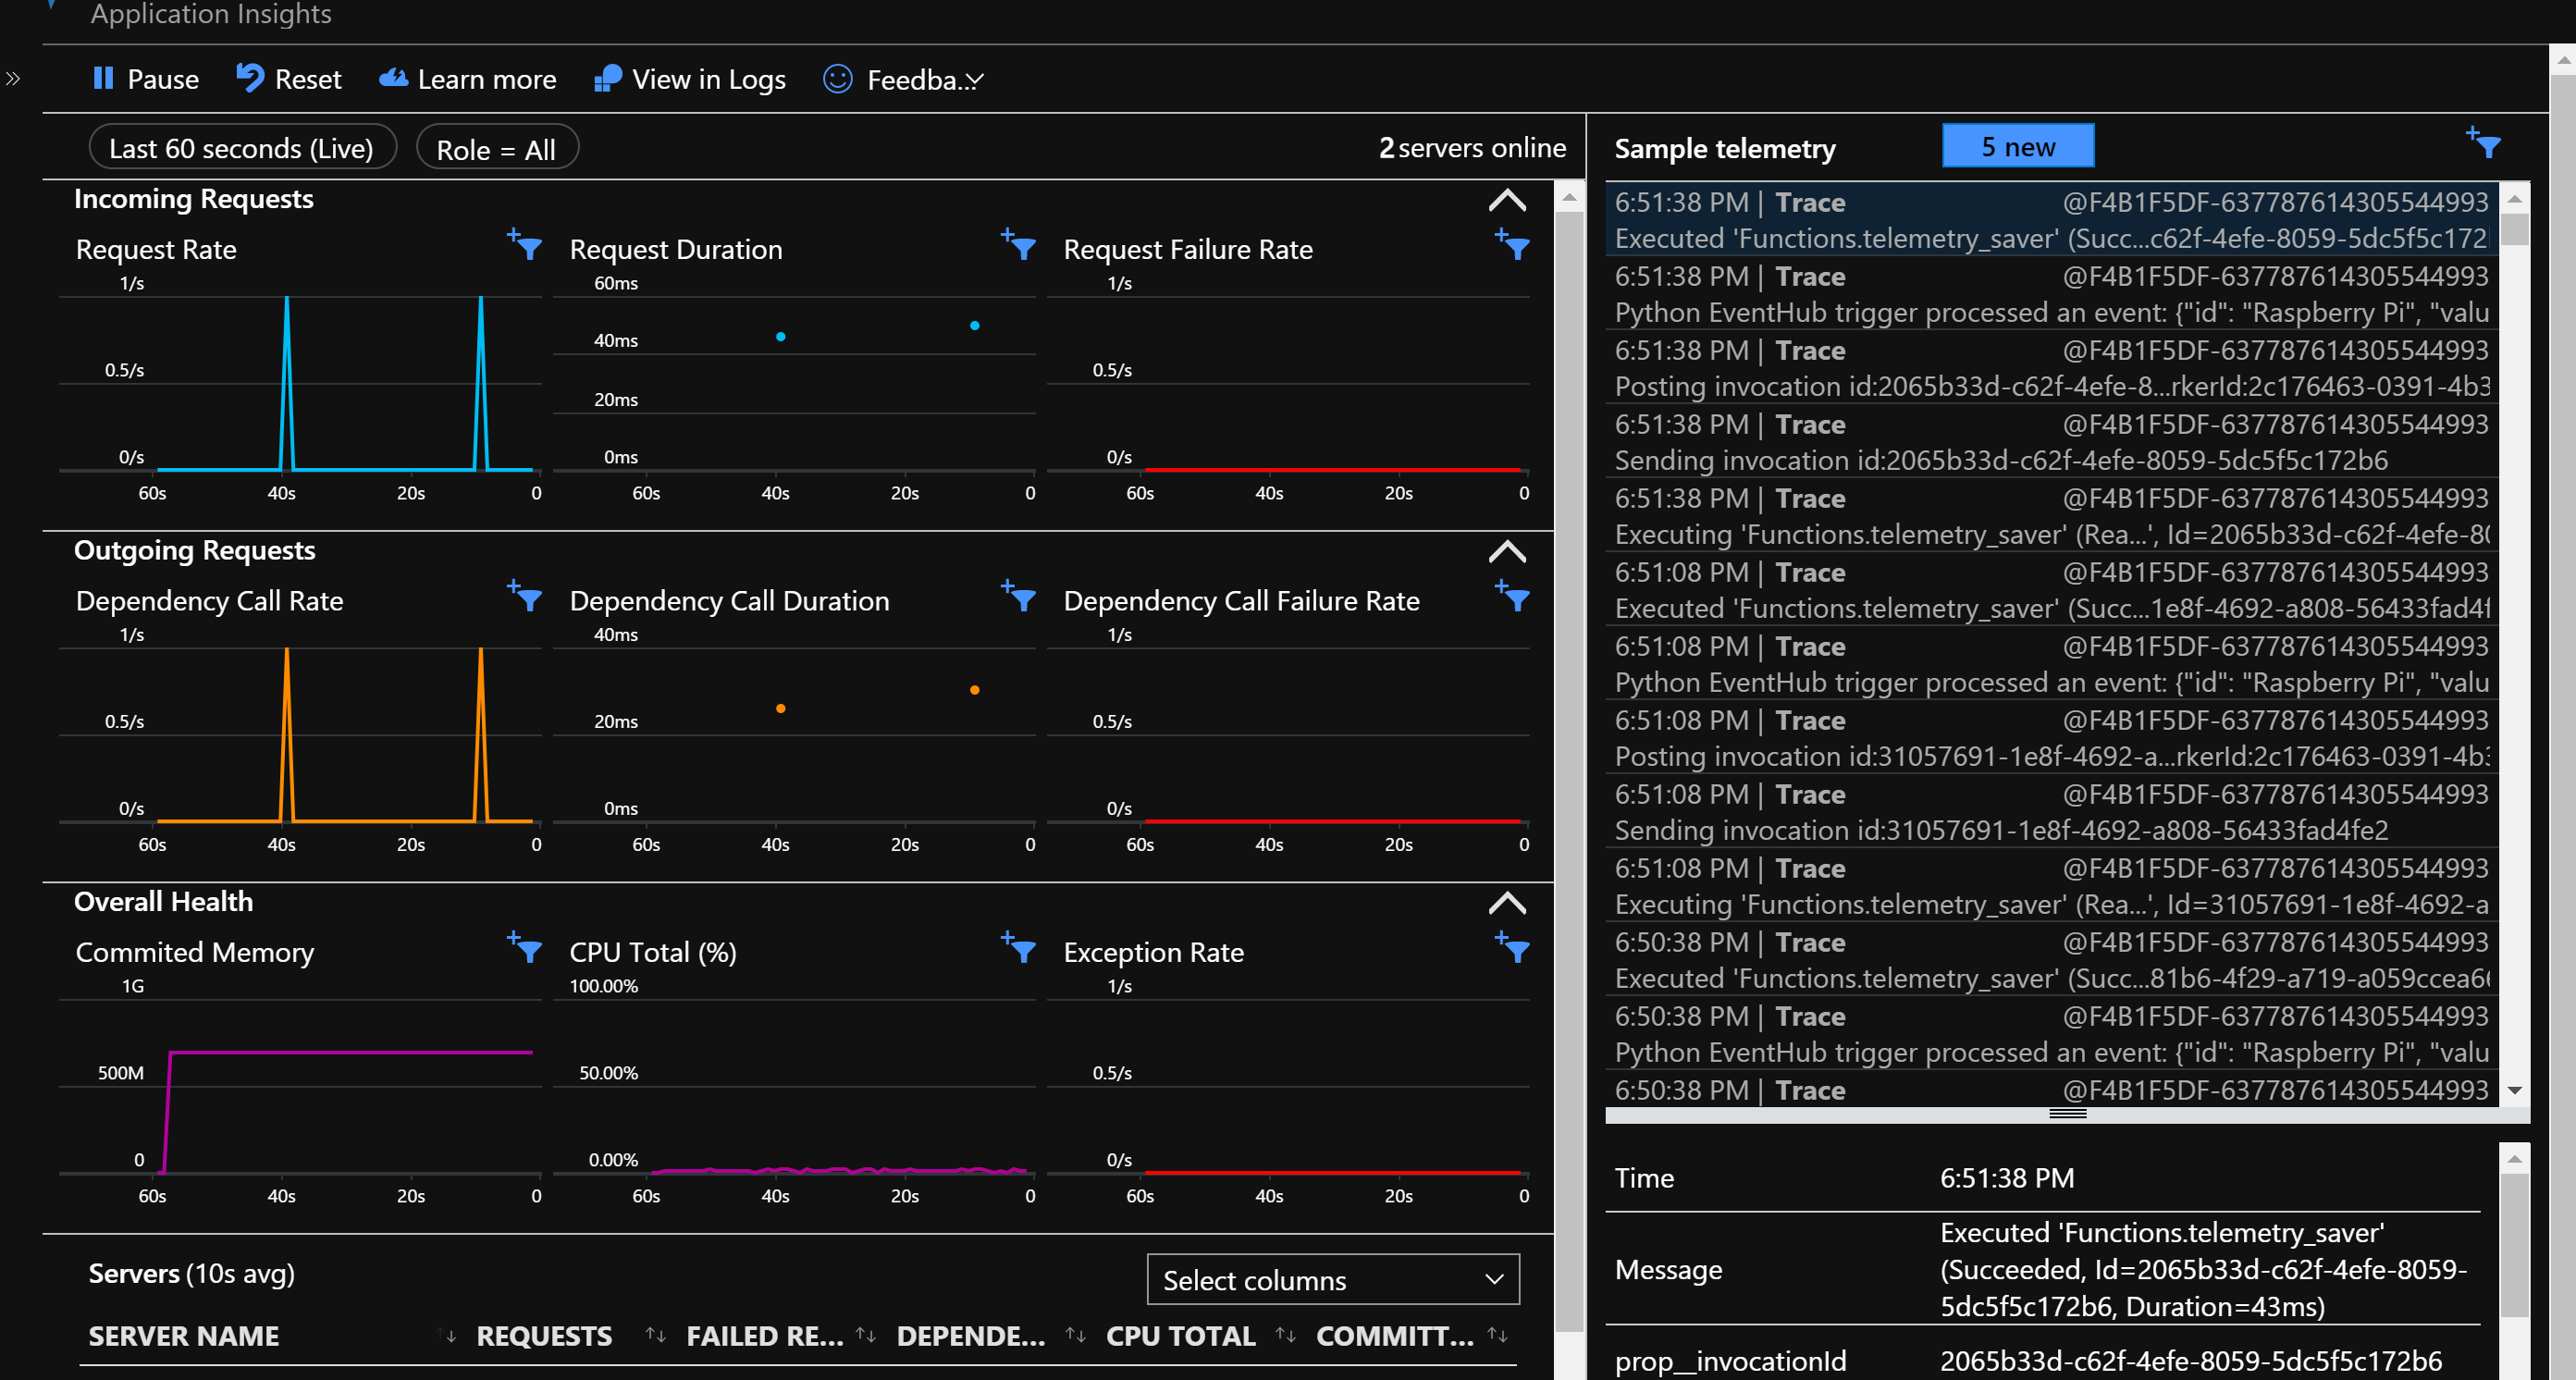 Application Insights
Pause Reset Learn more View in Logs Feedba...
Last 60 seconds (Live) Role = All 2 servers online
Incoming Requests
Request Rate
1/s
0.5/s
0/s
60s 40s 20s 0
Request Duration
60ms
40ms
20ms
0ms
60s 40s 20s 0
Request Failure Rate
1/s
0.5/s
0/s
60s 40s 20s 0
Outgoing Requests
Dependency Call Rate
1/s
0.5/s
0/s
60s 40s 20s 0
Dependency Call Duration
40ms
20ms
0ms
60s 40s 20s 0
Dependency Call Failure Rate
1/s
0.5/s
0/s
60s 40s 20s 0
Overall Health
Commited Memory
1G
500M
0
60s 40s 20s 0
CPU Total (%)
100.00%
50.00%
0.00%
60s 40s 20s 0
Exception Rate
1/s
0.5/s
0/s
60s 40s 20s 0
Servers (10s avg) Select columns
SERVER NAME REQUESTS FAILED RE... DEPENDE... CPU TOTAL COMMITT...
Sample telemetry 5 new
6:51:38 PM | Trace @F4B1F5DF-637787614305544993
Executed 'Functions.telemetry_saver' (Succ...c62f-4efe-8059-5dc5f5c172
6:51:38 PM | Trace @F4B1F5DF-637787614305544993
Python EventHub trigger processed an event: {"id": "Raspberry Pi", "valu
6:51:38 PM | Trace @F4B1F5DF-637787614305544993
Posting invocation id:2065b33d-c62f-4efe-8...rkerId:2c176463-0391-4b3
6:51:38 PM | Trace @F4B1F5DF-637787614305544993
Sending invocation id:2065b33d-c62f-4efe-8059-5dc5f5c172b6
6:51:38 PM | Trace @F4B1F5DF-637787614305544993
Executing 'Functions.telemetry_saver' (Rea...', Id=2065b33d-c62f-4efe-80
6:51:08 PM | Trace @F4B1F5DF-637787614305544993
Executed 'Functions.telemetry_saver' (Succ...1e8f-4692-a808-56433fad4f
6:51:08 PM | Trace @F4B1F5DF-637787614305544993
Python EventHub trigger processed an event: {"id": "Raspberry Pi", "valu
6:51:08 PM | Trace @F4B1F5DF-637787614305544993
Posting invocation id:31057691-1e8f-4692-a...rkerId:2c176463-0391-4b3
6:51:08 PM | Trace @F4B1F5DF-637787614305544993
Sending invocation id:31057691-1e8f-4692-a808-56433fad4fe2
6:51:08 PM | Trace @F4B1F5DF-637787614305544993
Executing 'Functions.telemetry_saver' (Rea...', Id=31057691-1e8f-4692-a
6:50:38 PM | Trace @F4B1F5DF-637787614305544993
Executed 'Functions.telemetry_saver' (Succ...81b6-4f29-a719-a059ccea66
6:50:38 PM | Trace @F4B1F5DF-637787614305544993
Python EventHub trigger processed an event: {"id": "Raspberry Pi", "valu
6:50:38 PM | Trace @F4B1F5DF-637787614305544993
Time 6:51:38 PM
Message Executed 'Functions.telemetry_saver'
(Succeeded, Id=2065b33d-c62f-4efe-8059-
5dc5f5c172b6, Duration=43ms)
prop__invocationId 2065b33d-c62f-4efe-8059-5dc5f5c172b6